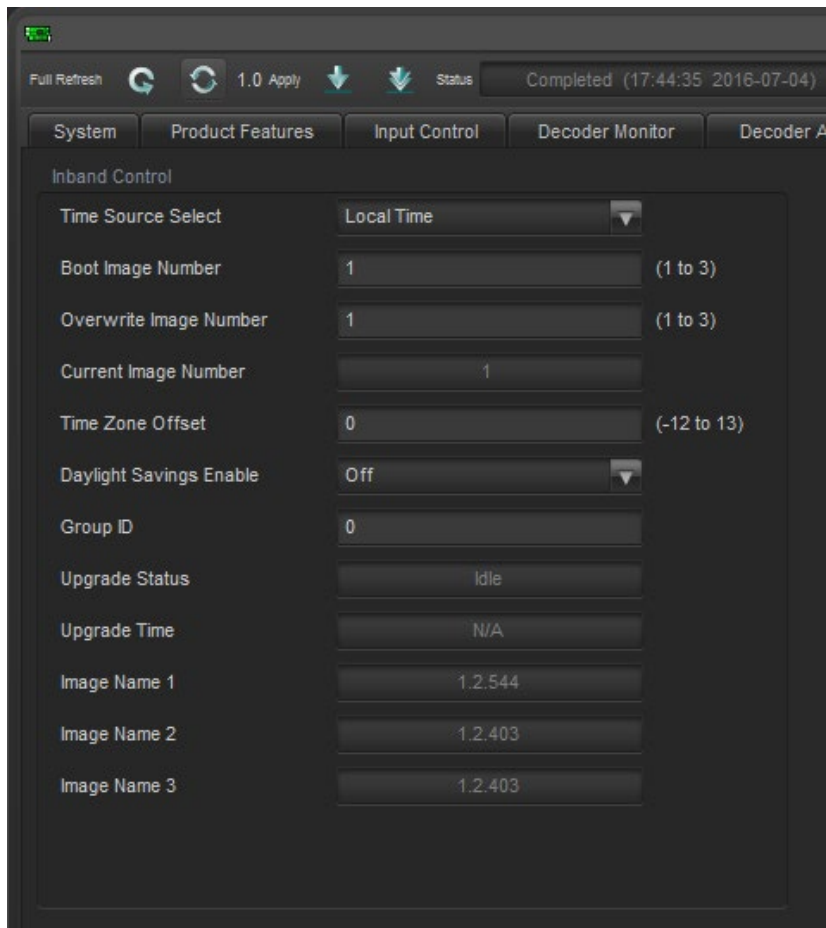 Full Refresh 1.0 Apply Status Completed (17:44:35 2016-07-04)
System Product Features Input Control Decoder Monitor Decoder A
Inband Control
Time Source Select Local Time
Boot Image Number 1 (1 to 3)
Overwrite Image Number 1 (1 to 3)
Current Image Number 1
Time Zone Offset 0 (-12 to 13)
Daylight Savings Enable Off
Group ID 0
Upgrade Status Idle
Upgrade Time N/A
Image Name 1 1.2.544
Image Name 2 1.2.403
Image Name 3 1.2.403